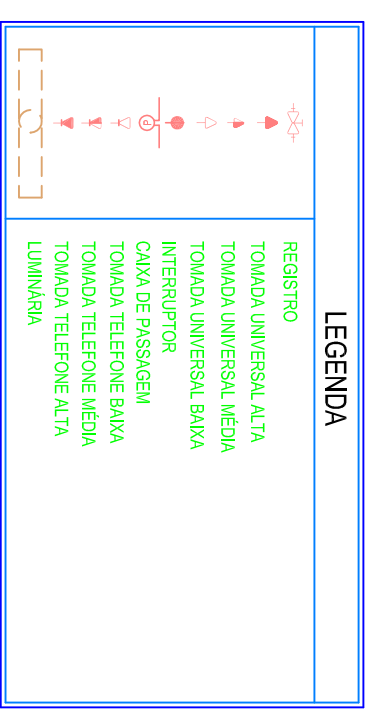 LEGENDA
REGISTRO
TOMADA UNIVERSAL ALTA
TOMADA UNIVERSAL MÉDIA
TOMADA UNIVERSAL BAIXA
INTERRUPTOR
P
CAIXA DE PASSAGEM
TOMADA TELEFONE BAIXA
TOMADA TELEFONE MÉDIA
TOMADA TELEFONE ALTA
LUMINÁRIA